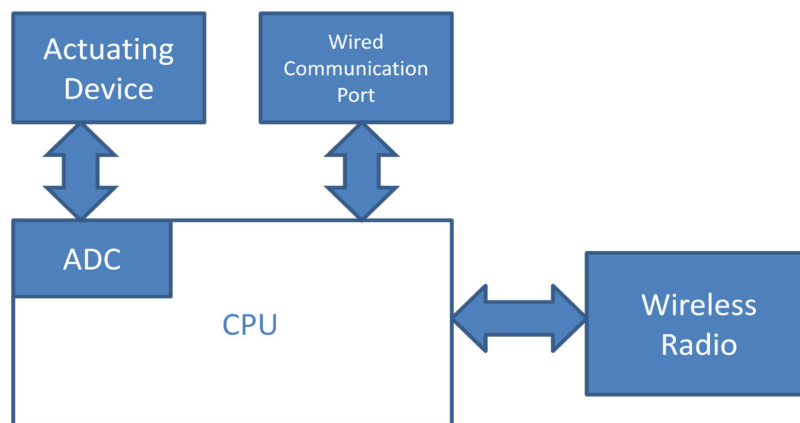 Actuating
Device
Wired
Communication
Port
ADC
CPU
Wireless
Radio